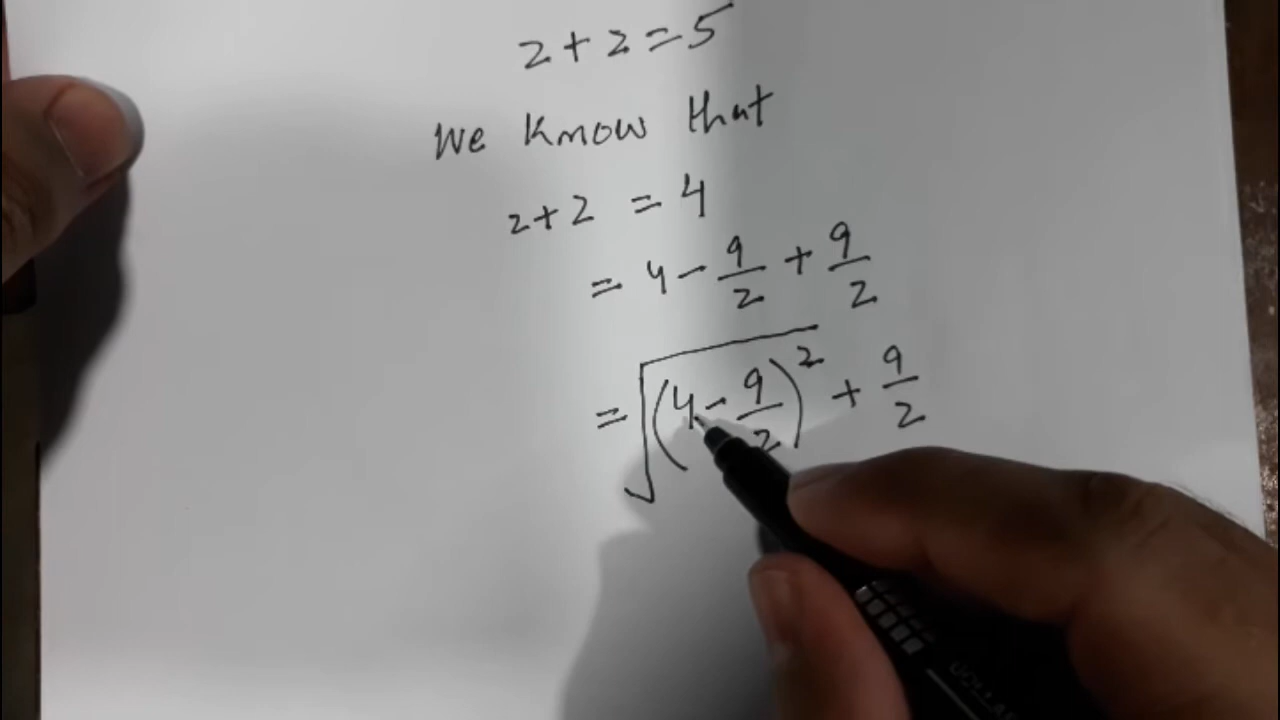 2 + 2 = 5
We know that
2 + 2 = 4
= 4 - 9/2 + 9/2
= √(4 - 9/2)² + 9/2